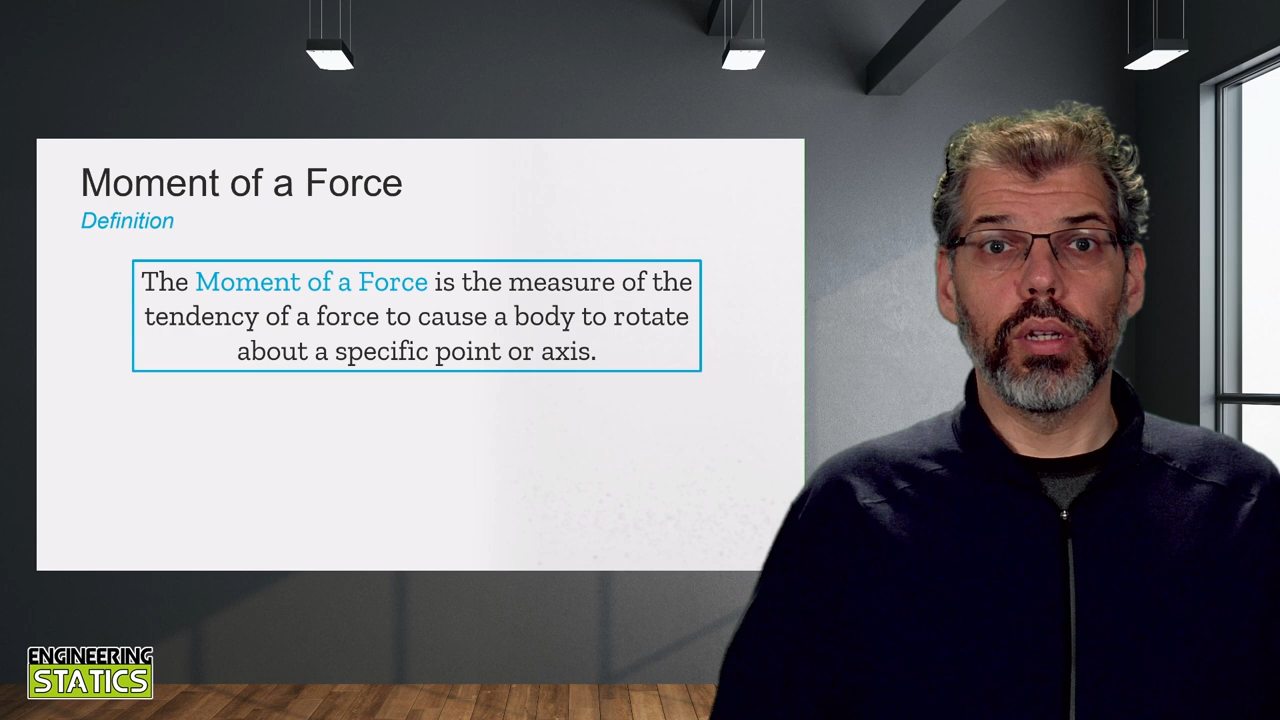 Moment of a Force
Definition
The Moment of a Force is the measure of the
tendency of a force to cause a body to rotate
about a specific point or axis.
ENGINEERING
STATICS